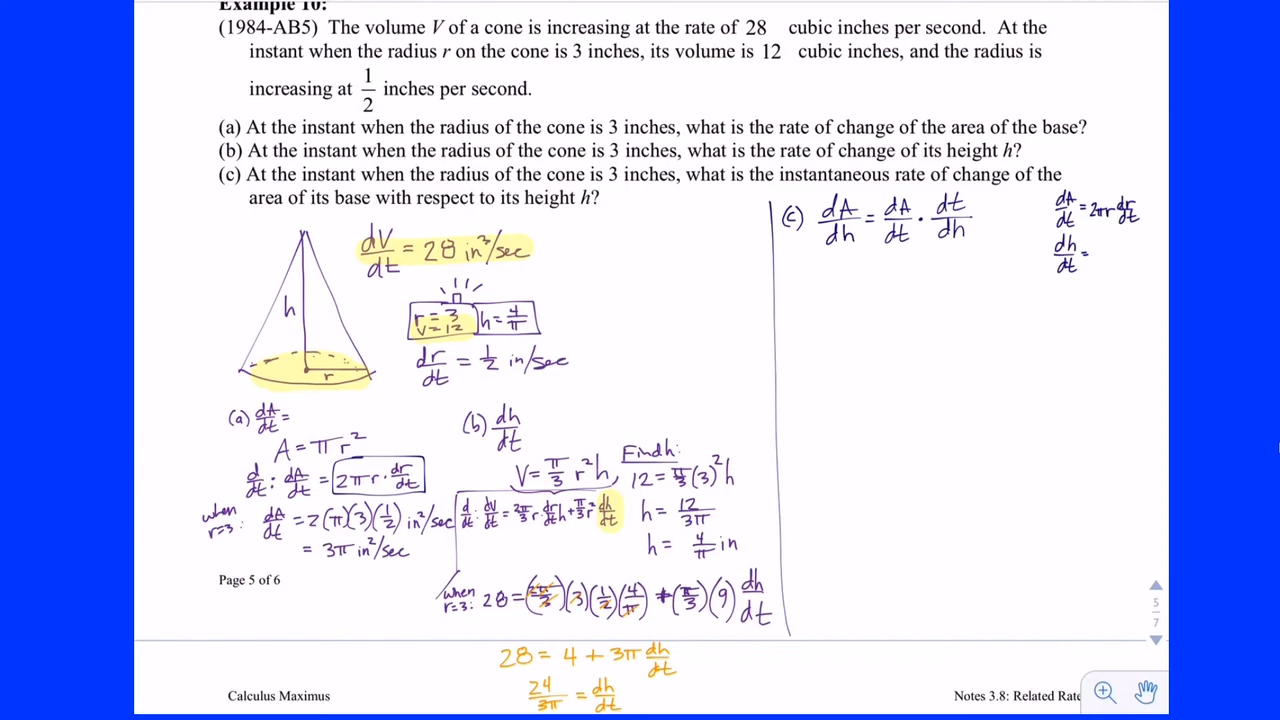 Example 10:
(1984-AB5) The volume V of a cone is increasing at the rate of 28 cubic inches per second. At the
instant when the radius r on the cone is 3 inches, its volume is 12 cubic inches, and the radius is
increasing at 1/2 inches per second.
(a) At the instant when the radius of the cone is 3 inches, what is the rate of change of the area of the base?
(b) At the instant when the radius of the cone is 3 inches, what is the rate of change of its height h?
(c) At the instant when the radius of the cone is 3 inches, what is the instantaneous rate of change of the
area of its base with respect to its height h?
dV/dt = 28 in³/sec
h
r
r = 3
V = 12
h = 4/π
dr/dt = 1/2 in/sec
(a) dA/dt =
A = πr²
d/dt: dA/dt = 2πr · dr/dt
when r=3: dA/dt = 2(π)(3)(1/2) in²/sec
= 3π in²/sec
(b) dh/dt
V = π/3 r²h,
d/dt: dV/dt = 2π/3 r · dr/dt h + π/3 r² dh/dt
Find h:
12 = π/3 (3)² h
h = 12/3π
h = 4/π in
when r=3: 28 = (2π/3)(3)(1/2)(4/π) + (π/3)(9) dh/dt
28 = 4 + 3π dh/dt
24/3π = dh/dt
(c) dA/dh = dA/dt · dt/dh
dA/dt = 2πr dr/dt
dh/dt =
Page 5 of 6
5
7
Calculus Maximus
Notes 3.8: Related Rate